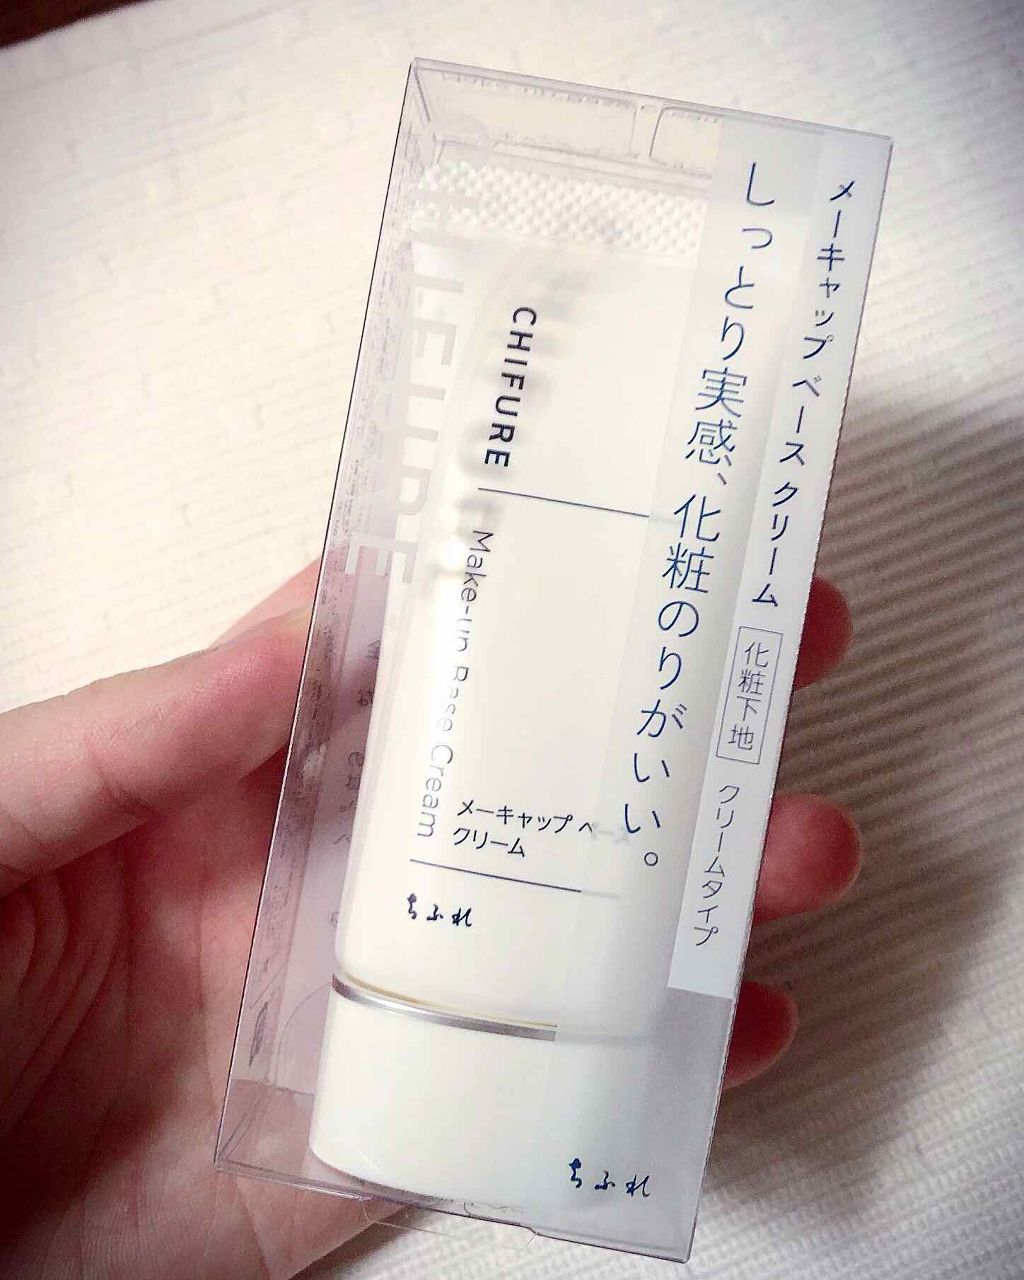 メーキャップ ベース クリーム 化粧下地 クリームタイプ
しっとり実感、化粧のりがいい。
CHIFURE
Make-up Base Cream
メーキャップ ベース
クリーム
ちふれ
ちふれ